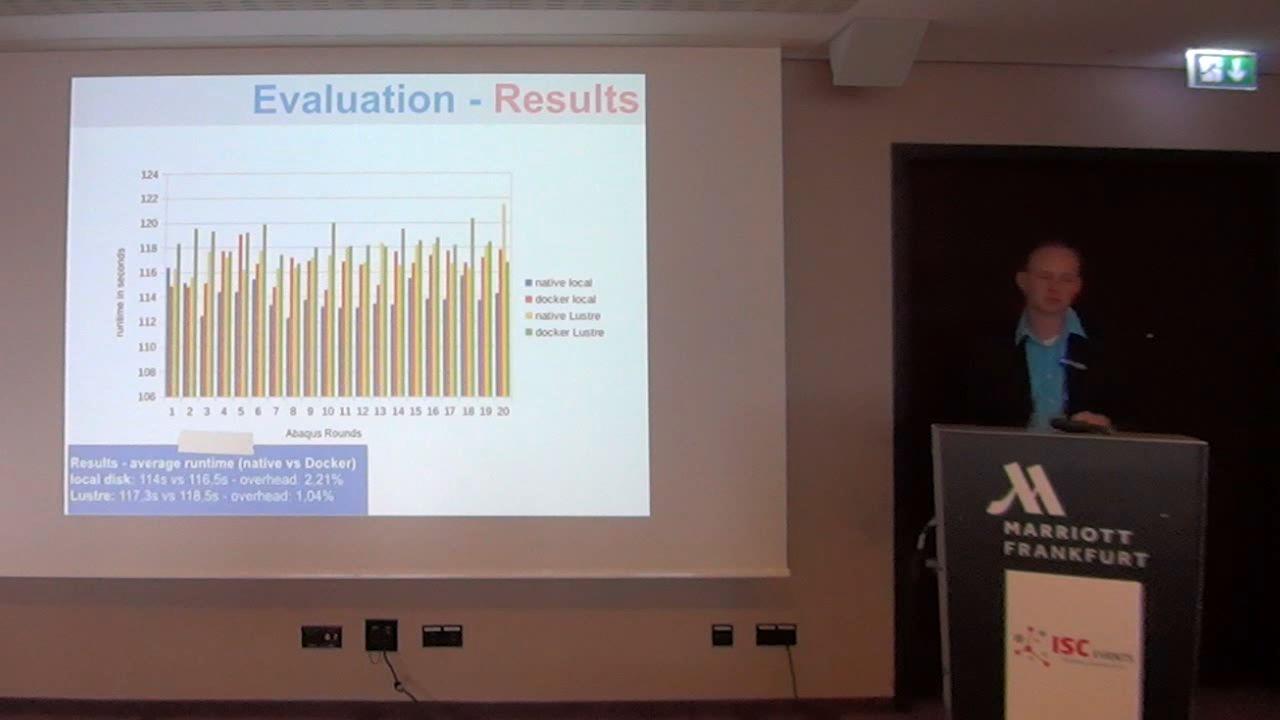 Evaluation - Results
124
122
120
118
116
114
112
110
108
106
runtime in seconds
1 2 3 4 5 6 7 8 9 10 11 12 13 14 15 16 17 18 19 20
Abaqus Rounds
native local
docker local
native Lustre
docker Lustre
Results - average runtime (native vs Docker)
local disk: 114s vs 116,5s - overhead: 2,21%
Lustre: 117,3s vs 118,5s - overhead: 1,04%
MARRIOTT
FRANKFURT
ISC EVENTS